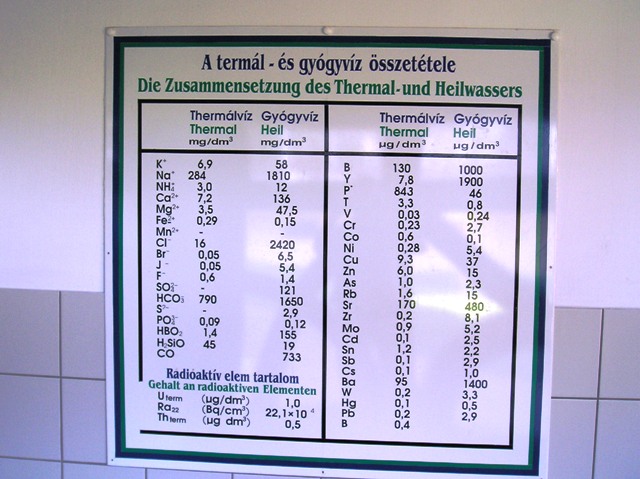 A termál - és gyógyvíz összetétele
Die Zusammensetzung des Thermal-und Heilwassers
Thermálvíz Gyógyvíz
Thermal Heil
mg/dm³ mg/dm³
K⁺ 6,9 58
Na⁺ 284 1810
NH₄⁺ 3,0 12
Ca²⁺ 7,2 136
Mg²⁺ 3,5 47,5
Fe²⁺ 0,29 0,15
Mn²⁺ - -
Cl⁻ 16 2420
Br⁻ 0,05 6,5
J⁻ 0,05 5,4
F⁻ 0,6 1,4
SO₄²⁻ - 121
HCO₃⁻ 790 1650
S²⁻ - 2,9
PO₄³⁻ 0,09 0,12
HBO₂ 1,4 155
H₂SiO 45 19
CO 733
Radioaktív elem tartalom
Gehalt an radioaktiven Elementen
U term (µg/dm³) 1,0
Ra₂₂ (Bq/cm³) 22,1×10⁻⁴
Th term (µg dm³) 0,5
Thermálvíz Gyógyvíz
Thermal Heil
µg/dm³ µg/dm³
B 130 1000
Y 7,8 1900
P 843 46
T 3,3 0,8
V 0,03 0,24
Cr 0,23 2,7
Co 0,6 0,1
Ni 0,28 5,4
Cu 9,3 37
Zn 6,0 15
As 1,0 2,3
Rb 1,6 15
Sr 170 480
Zr 0,2 8,1
Mo 0,9 5,2
Cd 0,1 2,5
Sn 1,2 2,2
Sb 0,1 2,9
Cs 0,1 1,0
Ba 95 1400
W 0,2 3,3
Hg 0,1 0,5
Pb 0,2 2,9
B 0,4